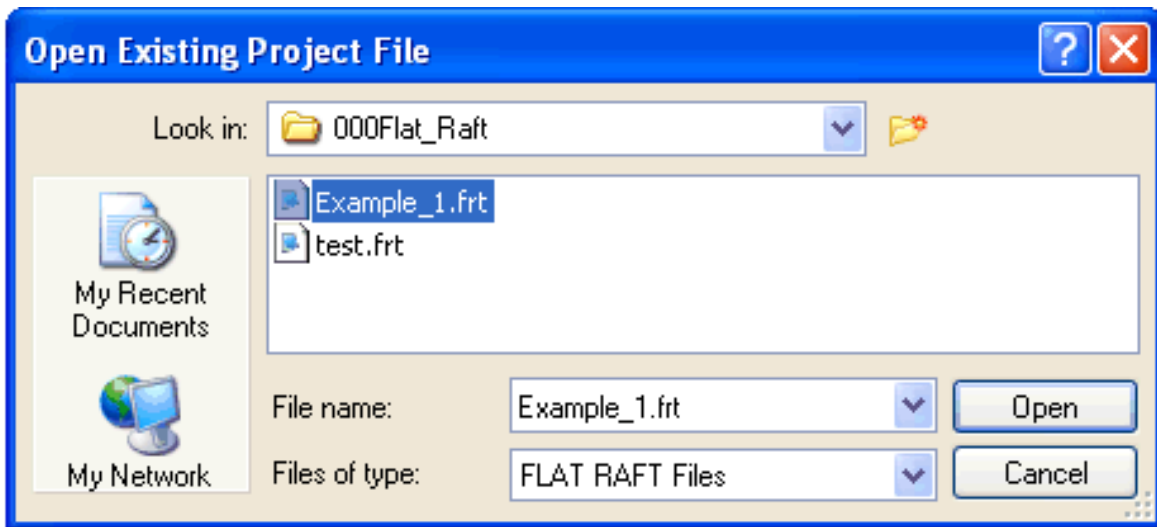 Open Existing Project File
Look in: 000Flat_Raft
Example_1.frt
test.frt
My Recent
Documents
My Network
File name: Example_1.frt
Open
Files of type: FLAT RAFT Files
Cancel